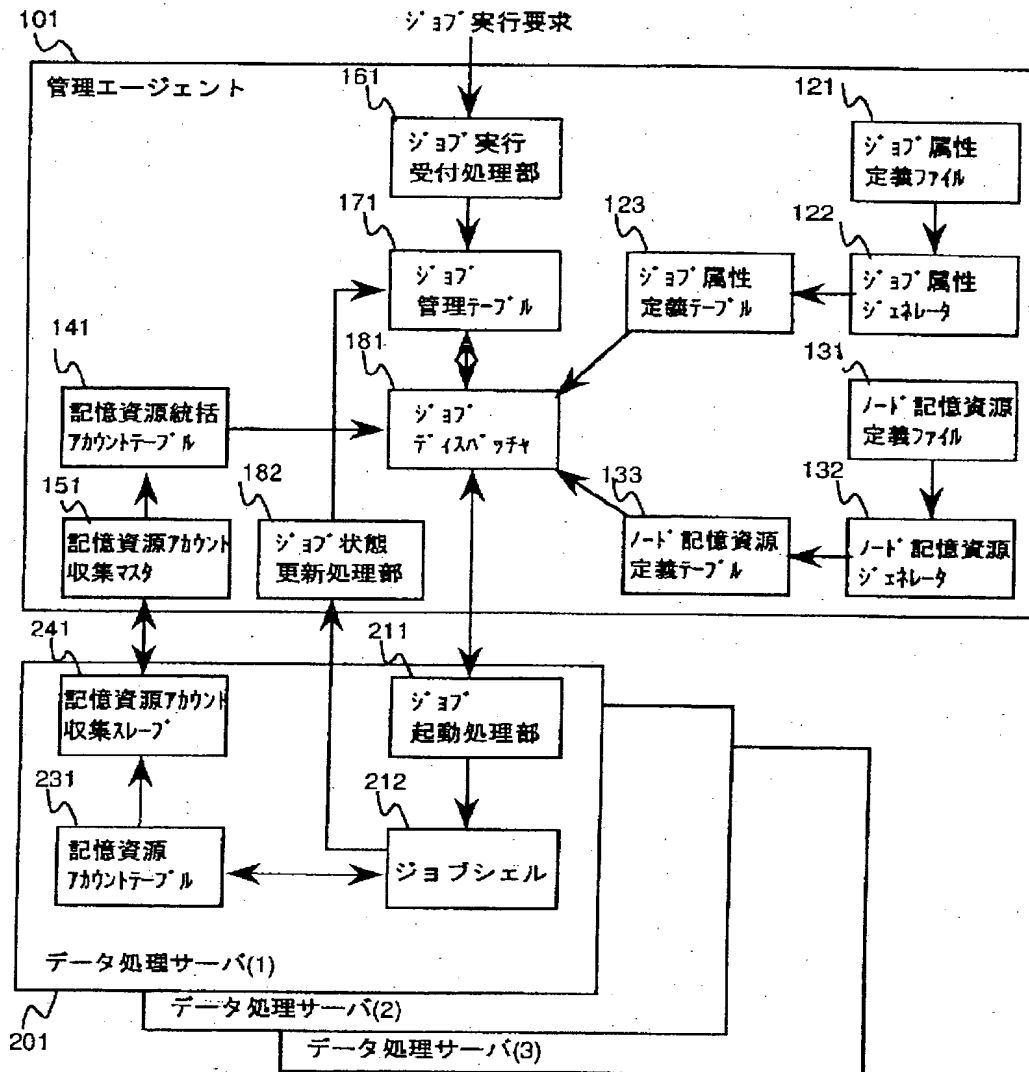 ジョブ実行要求
101
管理エージェント
161
ジョブ実行
受付処理部
121
ジョブ属性
定義ファイル
171
ジョブ
管理テーブル
123
ジョブ属性
定義テーブル
122
ジョブ属性
ジェネレータ
141
記憶資源統括
アカウントテーブル
181
ジョブ
ディスパッチャ
131
ノード記憶資源
定義ファイル
151
記憶資源アカウント
収集マスタ
182
ジョブ状態
更新処理部
133
ノード記憶資源
定義テーブル
132
ノード記憶資源
ジェネレータ
241
記憶資源アカウント
収集スレーブ
211
ジョブ
起動処理部
231
記憶資源
アカウントテーブル
212
ジョブシェル
データ処理サーバ(1)
201
データ処理サーバ(2)
データ処理サーバ(3)